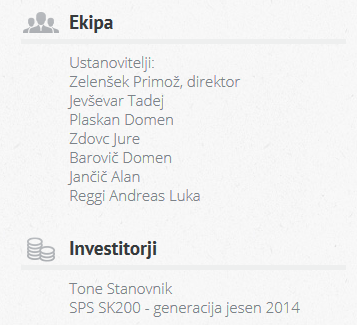 Ekipa
Ustanovitelji:
Zelenšek Primož, direktor
Jevševar Tadej
Plaskan Domen
Zdovc Jure
Barovič Domen
Jančič Alan
Reggi Andreas Luka
Investitorji
Tone Stanovnik
SPS SK200 - generacija jesen 2014